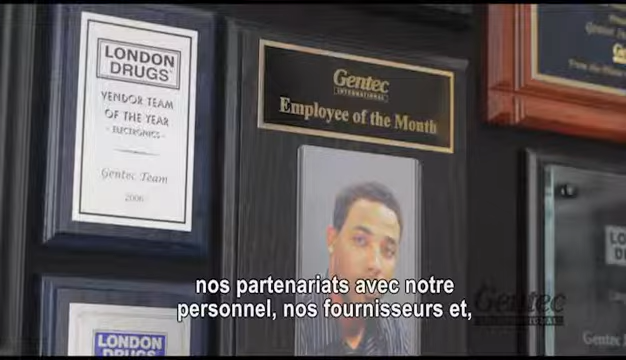 LONDON
DRUGS
VENDOR TEAM
OF THE YEAR
- ELECTRONICS -
Gentec Team
2006
Gentec
INTERNATIONAL
Employee of the Month
nos partenariats avec notre
personnel, nos fournisseurs et,
Gentec
INTERNATIONAL
LONDON
DRUGS